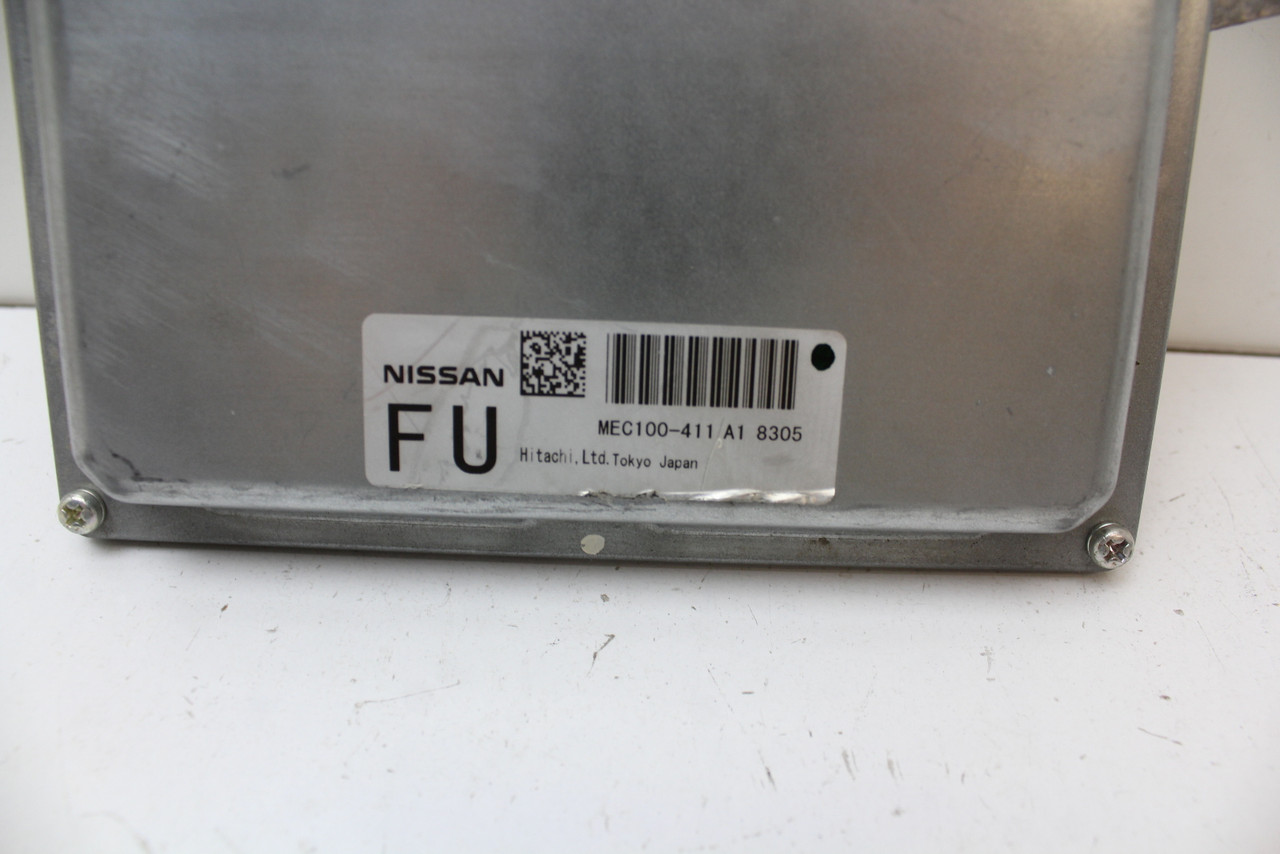 NISSAN
FU
MEC100-411 A1 8305
Hitachi,Ltd.Tokyo Japan